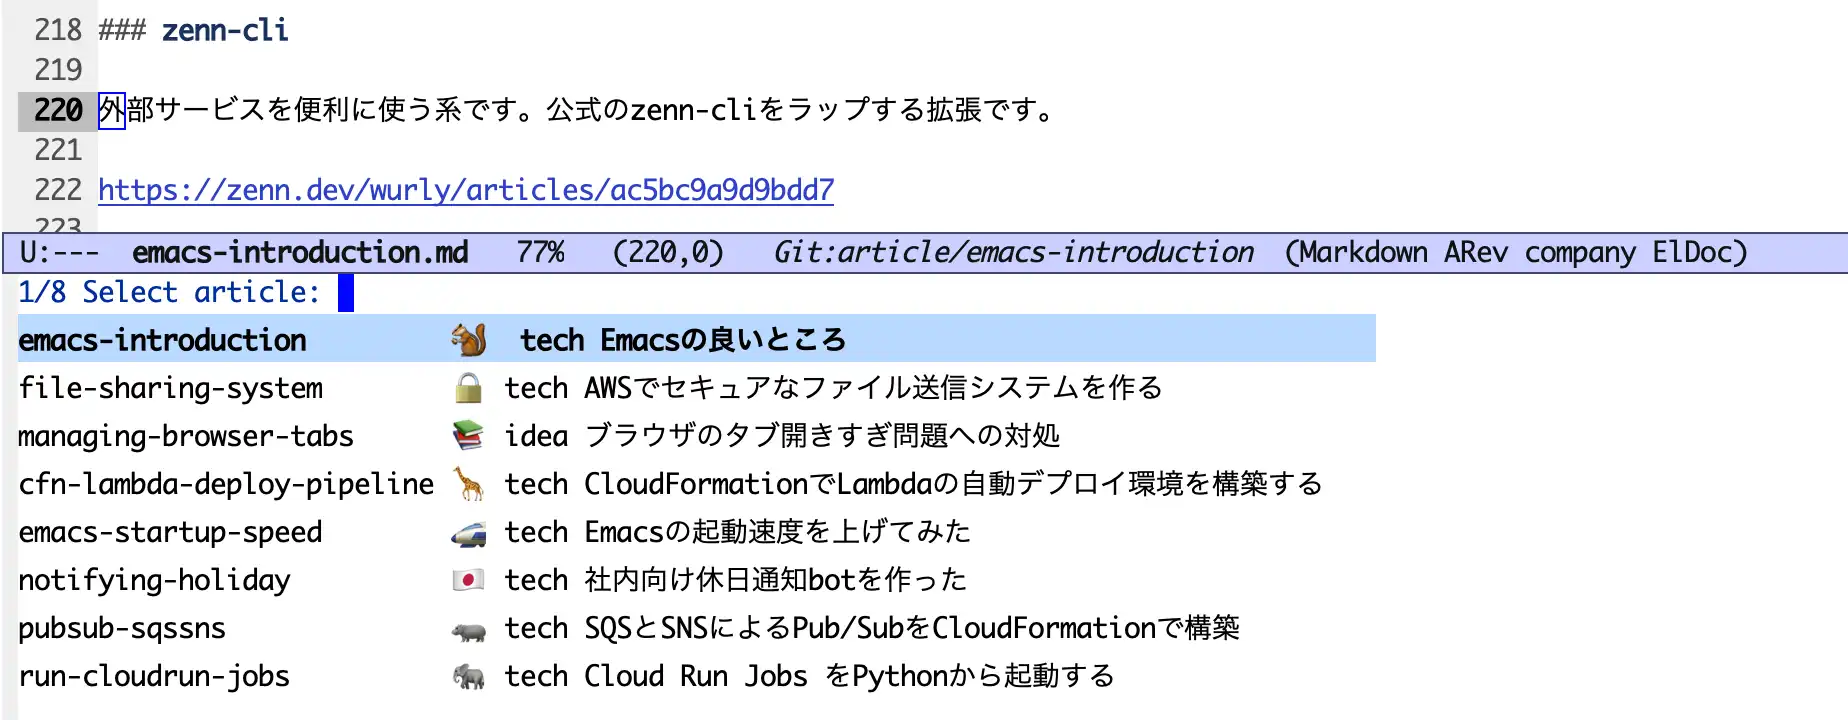 218 ### zenn-cli
219
220 外部サービスを便利に使う系です。公式のzenn-cliをラップする拡張です。
221
222 https://zenn.dev/wurly/articles/ac5bc9a9d9bdd7
223
U:--- emacs-introduction.md 77% (220,0) Git:article/emacs-introduction (Markdown ARev company ElDoc)
1/8 Select article:
emacs-introduction 🐿️ tech Emacsの良いところ
file-sharing-system 🔒 tech AWSでセキュアなファイル送信システムを作る
managing-browser-tabs 📚 idea ブラウザのタブ開きすぎ問題への対処
cfn-lambda-deploy-pipeline 🦒 tech CloudFormationでLambdaの自動デプロイ環境を構築する
emacs-startup-speed 🚄 tech Emacsの起動速度を上げてみた
notifying-holiday 🇯🇵 tech 社内向け休日通知botを作った
pubsub-sqssns 🦛 tech SQSとSNSによるPub/SubをCloudFormationで構築
run-cloudrun-jobs 🐘 tech Cloud Run Jobs をPythonから起動する